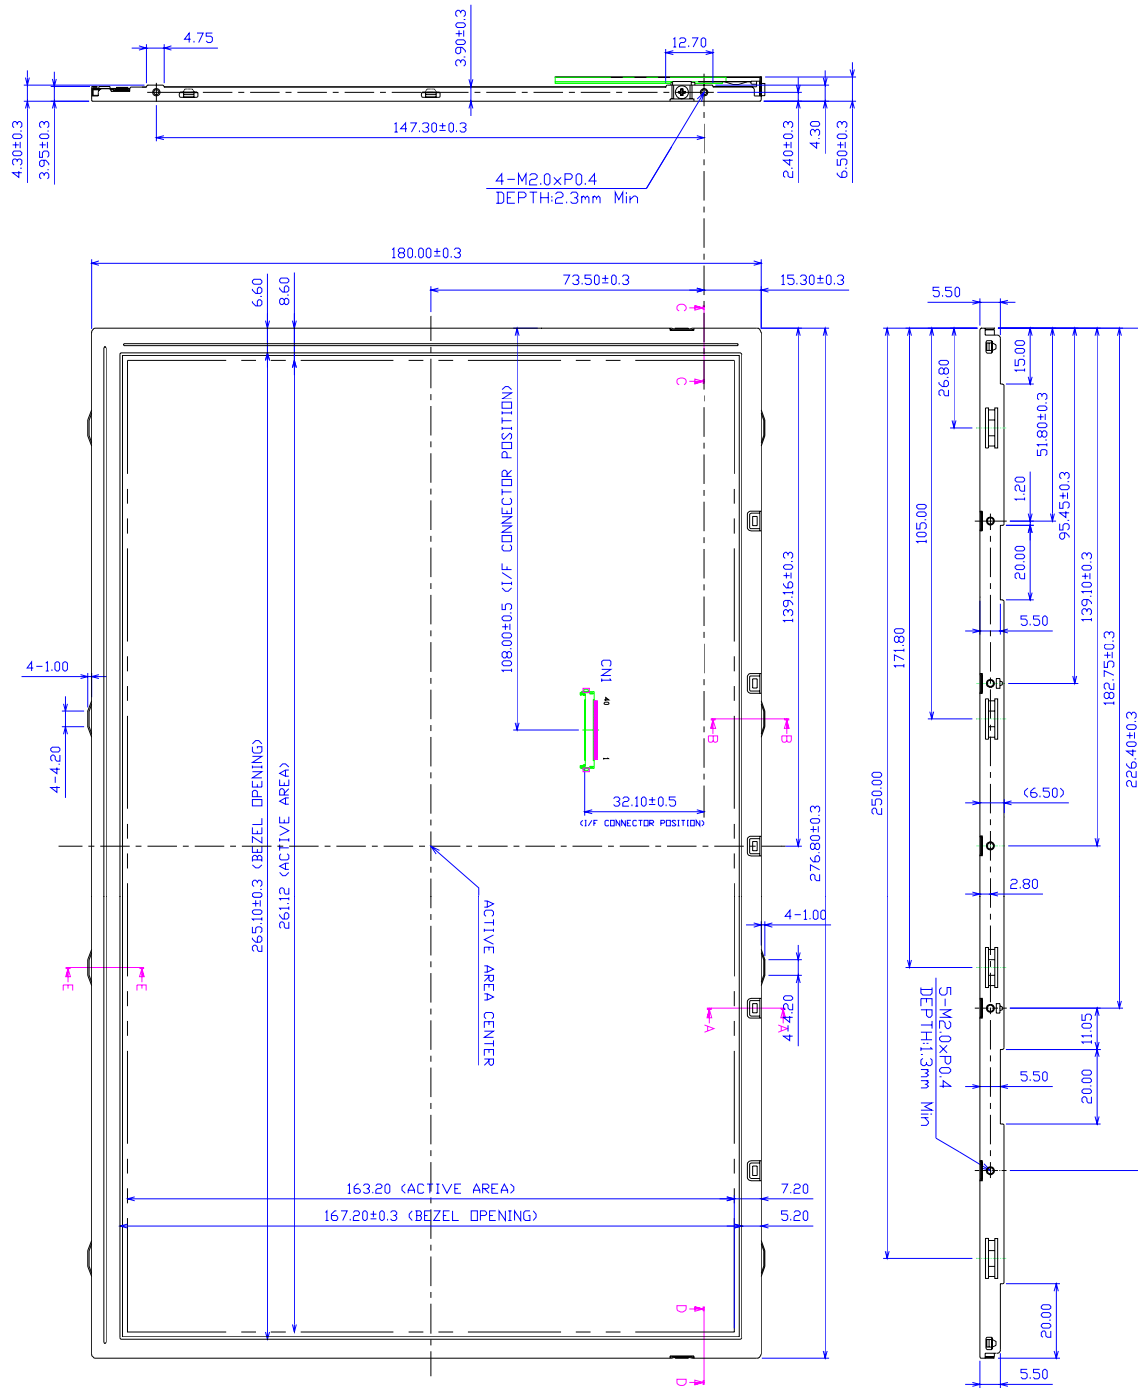 4.75
3.90±0.3
12.70
4.30±0.3
3.95±0.3
147.30±0.3
2.40±0.3
4.30
6.50±0.3
4-M2.0xP0.4
DEPTH:2.3mm Min
180.00±0.3
6.60
8.60
73.50±0.3
15.30±0.3
C
C
108.00±0.5 (I/F CONNECTOR POSITION)
139.16±0.3
276.80±0.3
CN1
40
1
B
B
32.10±0.5
(I/F CONNECTOR POSITION)
4-1.00
4-4.20
265.10±0.3 (BEZEL OPENING)
261.12 (ACTIVE AREA)
ACTIVE AREA CENTER
4-1.00
4-4.20
E
E
A
A
163.20 (ACTIVE AREA)
7.20
167.20±0.3 (BEZEL OPENING)
5.20
D
D
5.50
15.00
26.80
51.80±0.3
1.20
95.45±0.3
105.00
20.00
139.10±0.3
5.50
171.80
182.75±0.3
226.40±0.3
250.00
(6.50)
2.80
5-M2.0xP0.4
DEPTH:1.3mm Min
11.05
5.50
20.00
20.00
5.50